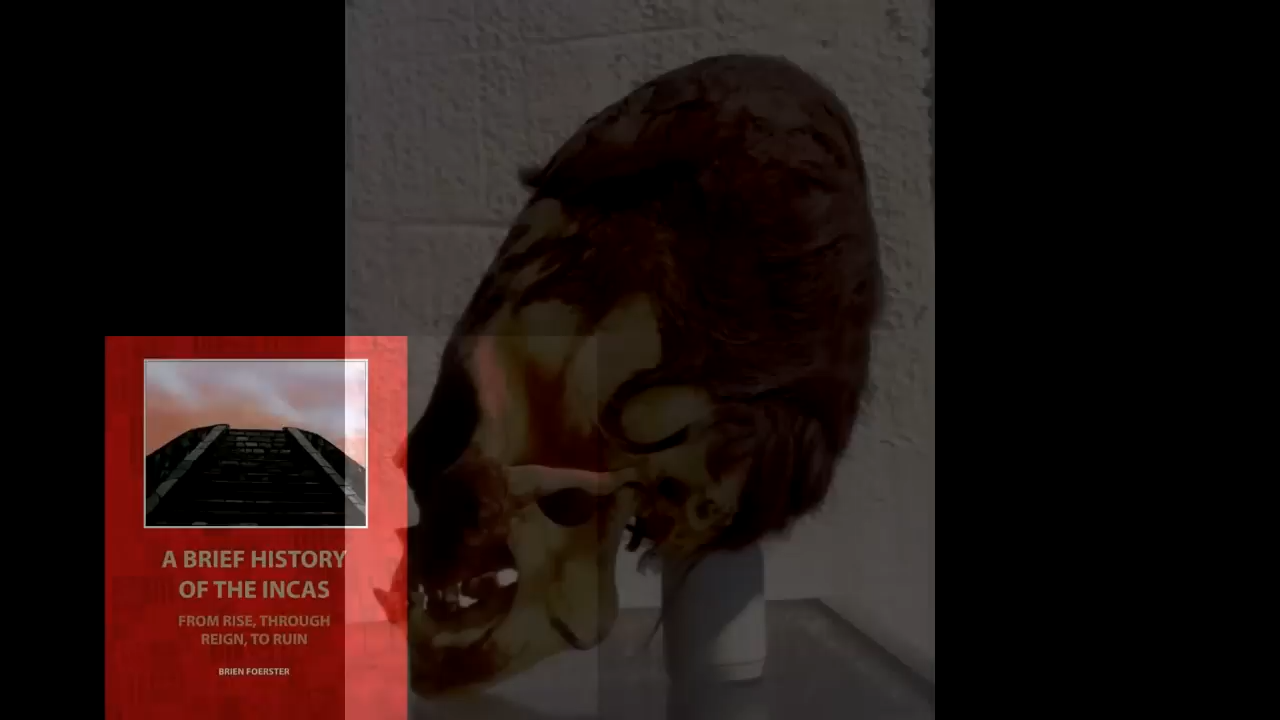 A BRIEF HISTORY
OF THE INCAS
FROM RISE, THROUGH
REIGN, TO RUIN
BRIEN FOERSTER